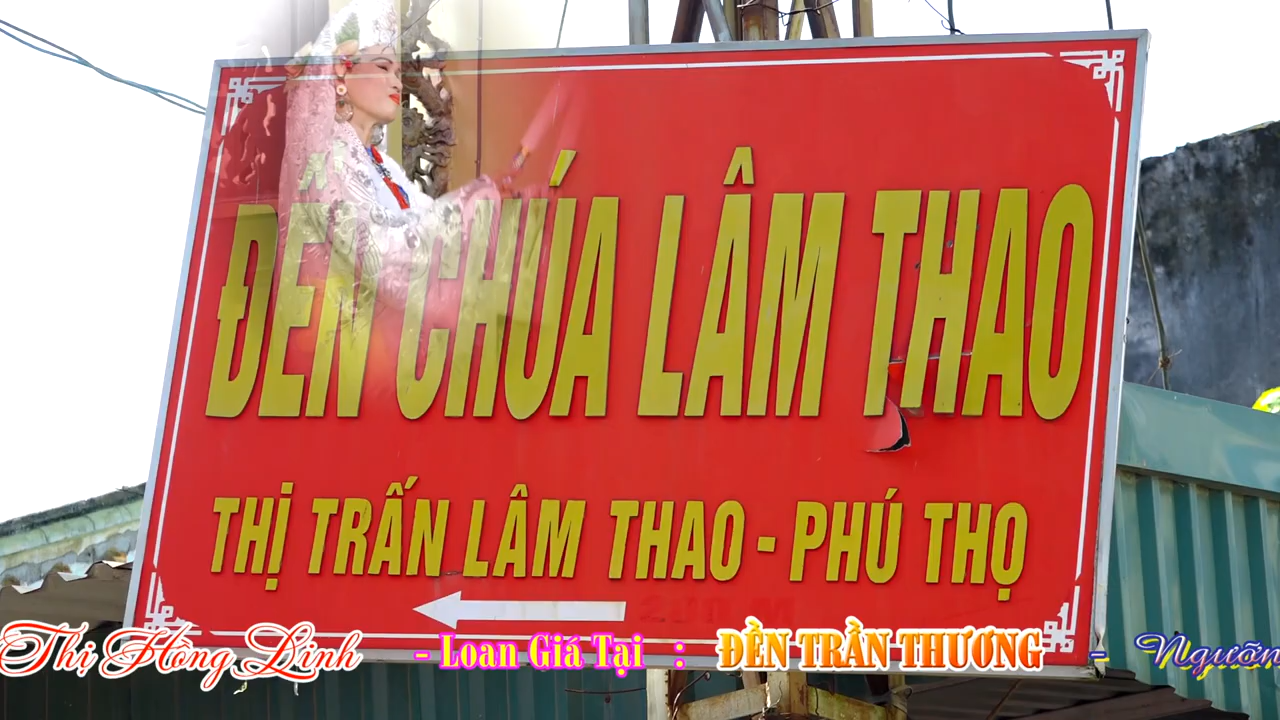 ĐỀN CHÚA LÂM THAO
THỊ TRẤN LÂM THAO - PHÚ THỌ
Thị Hồng Linh - Loan Giá Tại : ĐỀN TRẦN THƯƠNG -